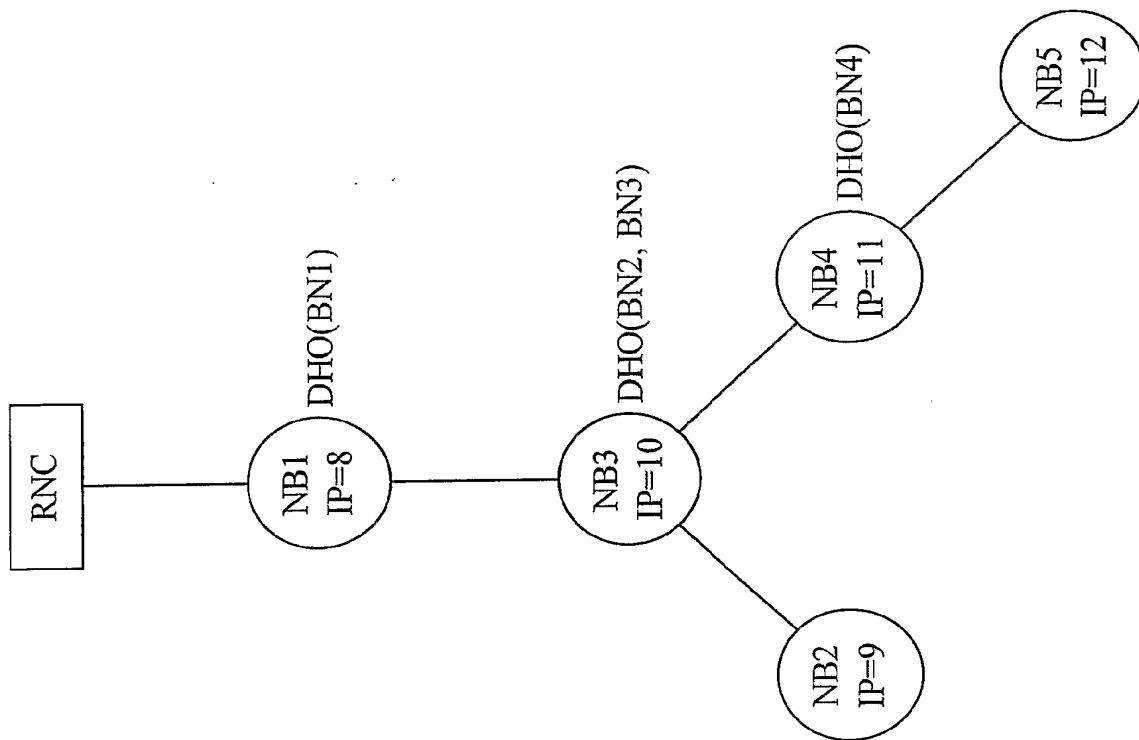 RNC
NB1
IP=8
DHO(BN1)
NB3
IP=10
DHO(BN2, BN3)
NB2
IP=9
NB4
IP=11
DHO(BN4)
NB5
IP=12